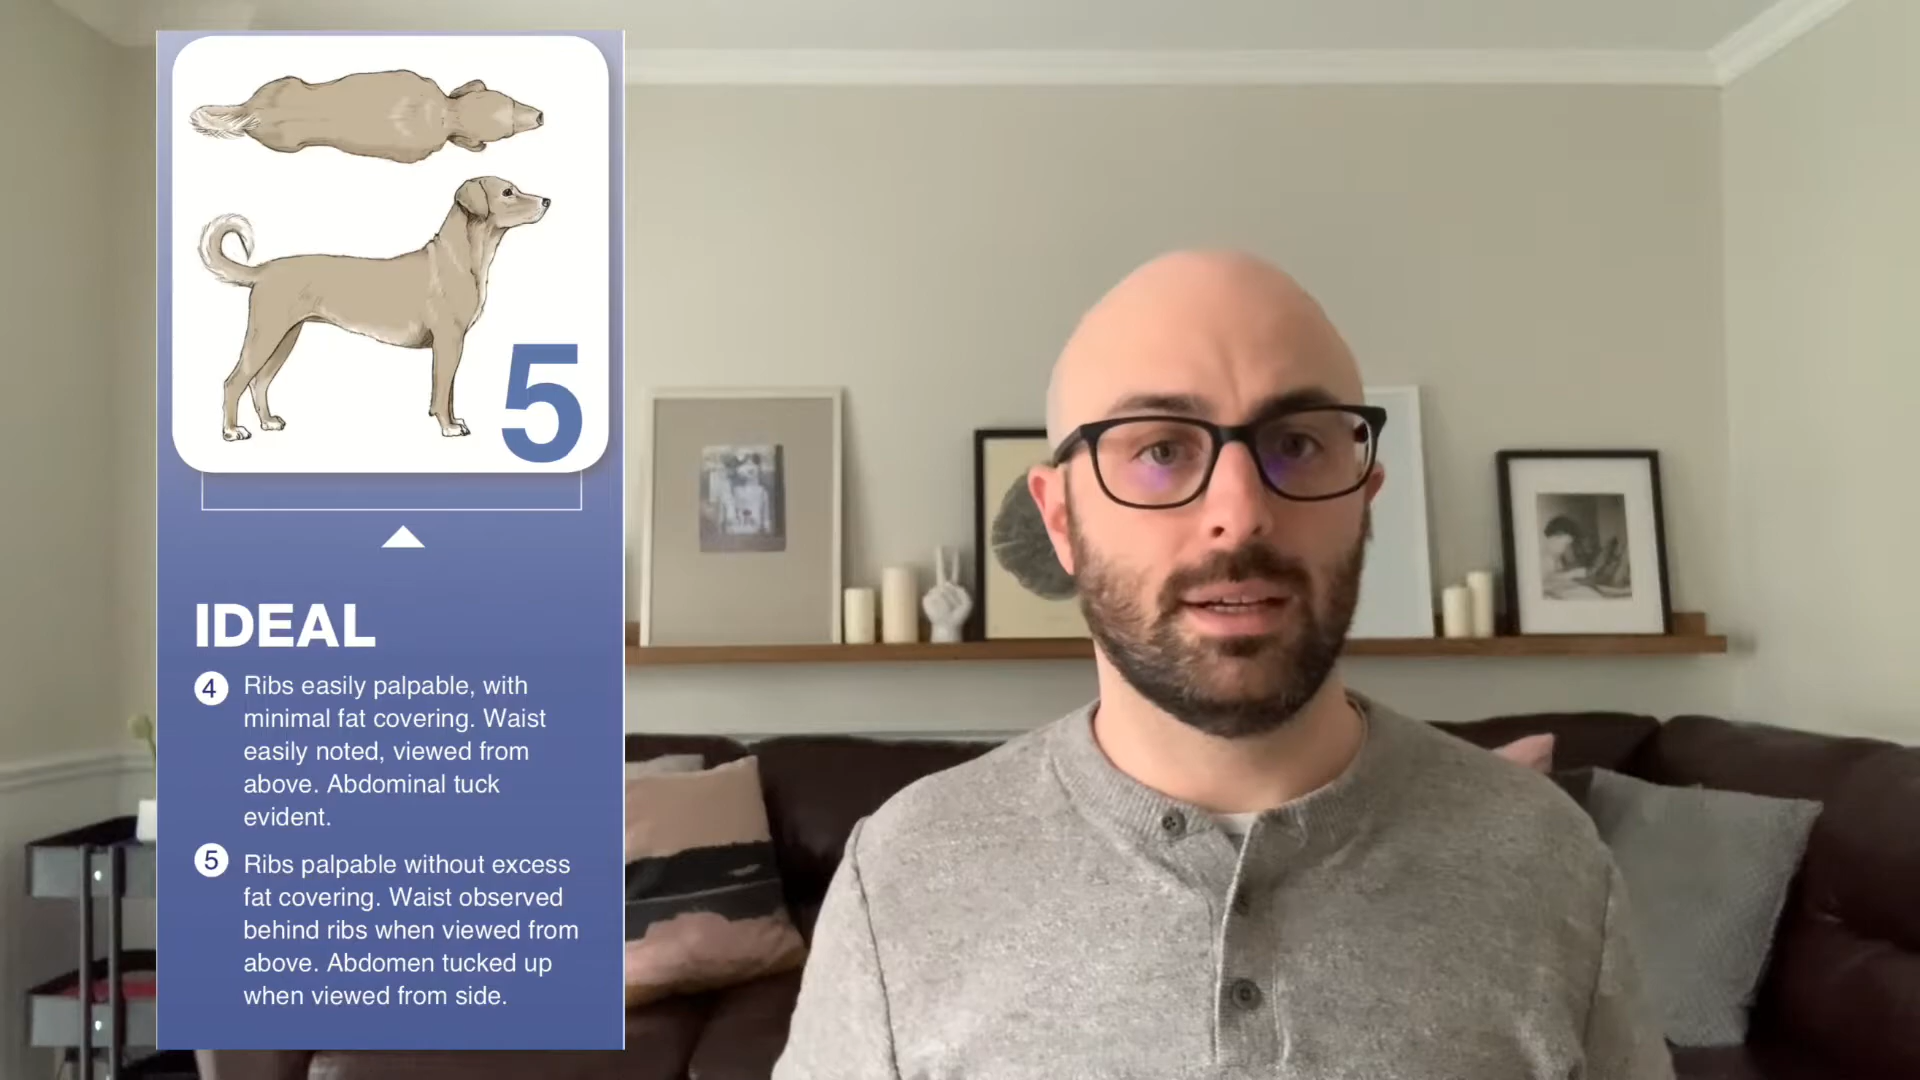 5
IDEAL
4 Ribs easily palpable, with
minimal fat covering. Waist
easily noted, viewed from
above. Abdominal tuck
evident.
5 Ribs palpable without excess
fat covering. Waist observed
behind ribs when viewed from
above. Abdomen tucked up
when viewed from side.